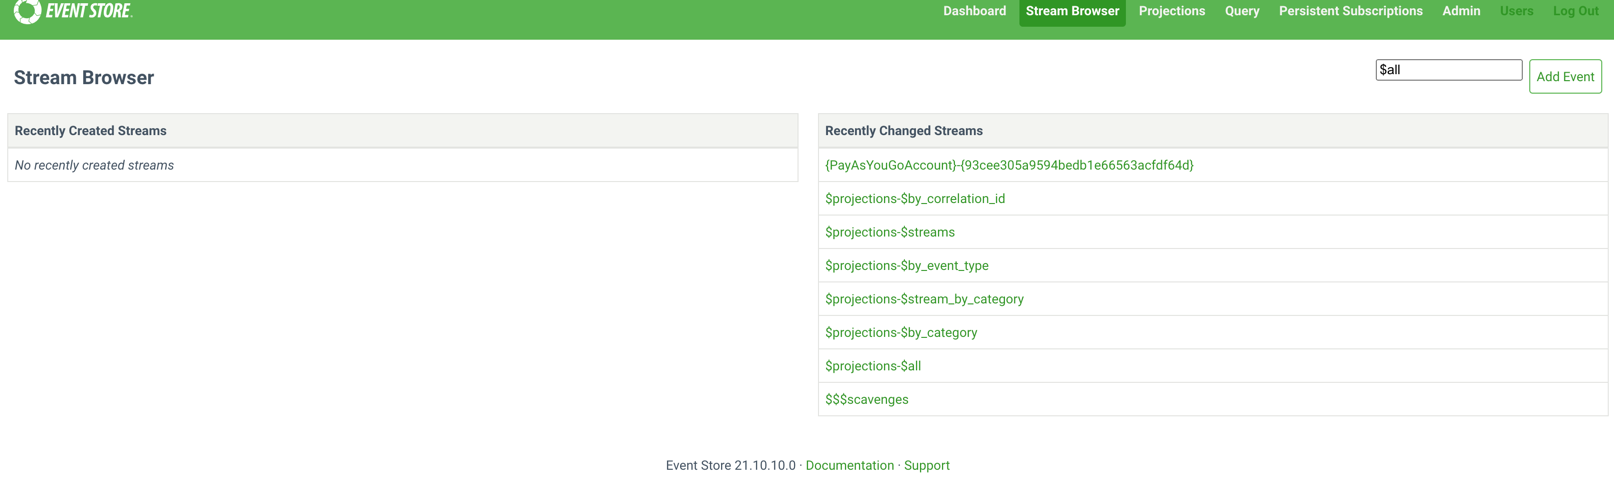 EVENT STORE.
Dashboard Stream Browser Projections Query Persistent Subscriptions Admin Users Log Out
Stream Browser
$all
Add Event
Recently Created Streams
No recently created streams
Recently Changed Streams
{PayAsYouGoAccount}-{93cee305a9594bedb1e66563acfdf64d}
$projections-$by_correlation_id
$projections-$streams
$projections-$by_event_type
$projections-$stream_by_category
$projections-$by_category
$projections-$all
$$$scavenges
Event Store 21.10.10.0 · Documentation · Support